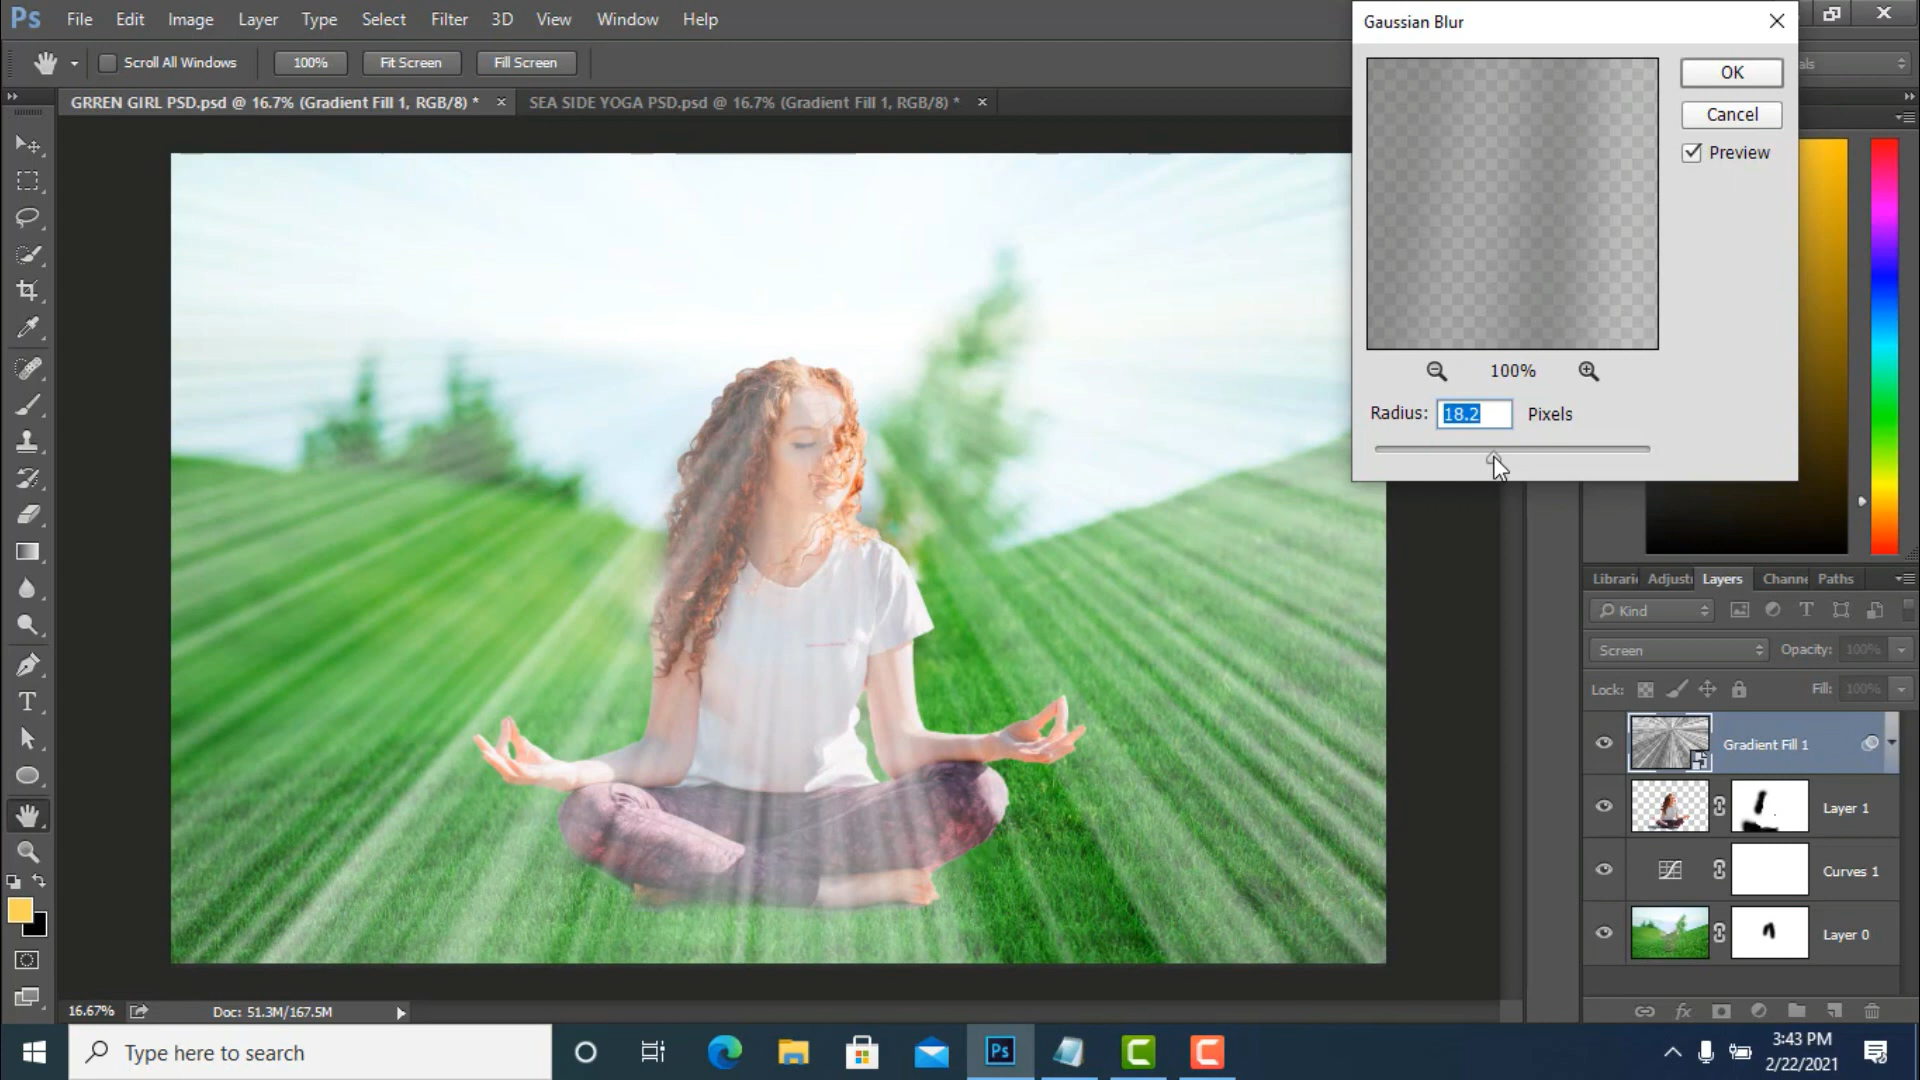 Ps File Edit Image Layer Type Select Filter 3D View Window Help
Scroll All Windows 100% Fit Screen Fill Screen
GRREN GIRL PSD.psd @ 16.7% (Gradient Fill 1, RGB/8) * × SEA SIDE YOGA PSD.psd @ 16.7% (Gradient Fill 1, RGB/8) * ×
Gaussian Blur
OK
Cancel
Preview
100%
Radius: 18.2 Pixels
Librari Adjust Layers Channe Paths
Kind
Screen Opacity: 100%
Lock: Fill: 100%
Gradient Fill 1
Layer 1
Curves 1
Layer 0
16.67% Doc: 51.3M/167.5M
Type here to search
Ps
3:43 PM
2/22/2021